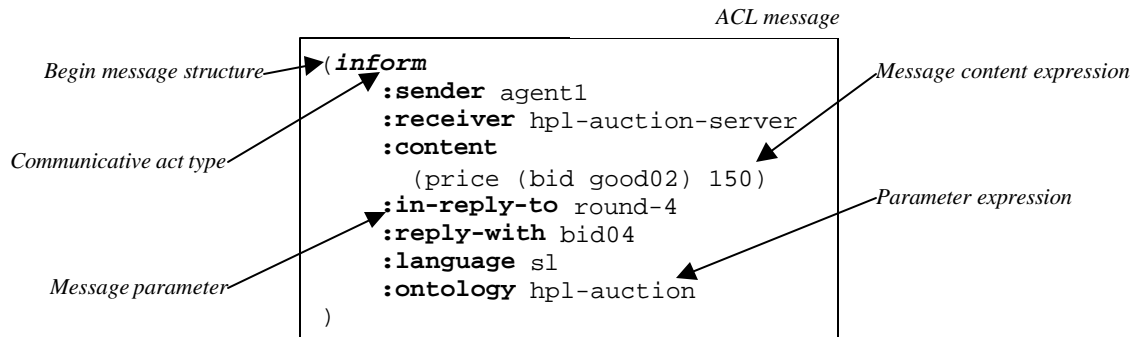 ACL message
Begin message structure
(inform
Message content expression
:sender agent1
:receiver hpl-auction-server
:content
Communicative act type
(price (bid good02) 150)
Parameter expression
:in-reply-to round-4
:reply-with bid04
:language sl
Message parameter
:ontology hpl-auction
)